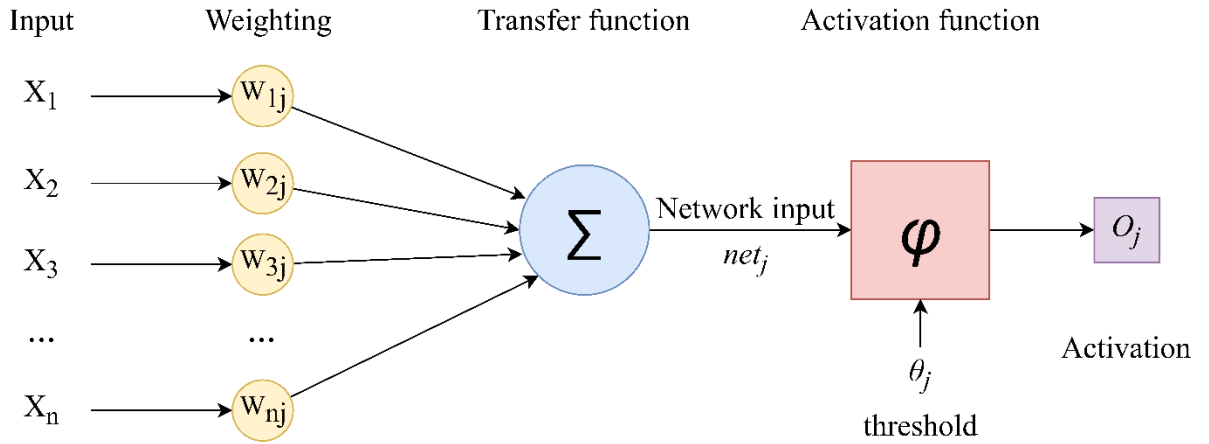 Input Weighting Transfer function Activation function
X₁ W₁ⱼ
X₂ W₂ⱼ
X₃ W₃ⱼ
... ...
Xₙ Wₙⱼ
Σ
Network input
netⱼ
φ
θⱼ
threshold
Oⱼ
Activation